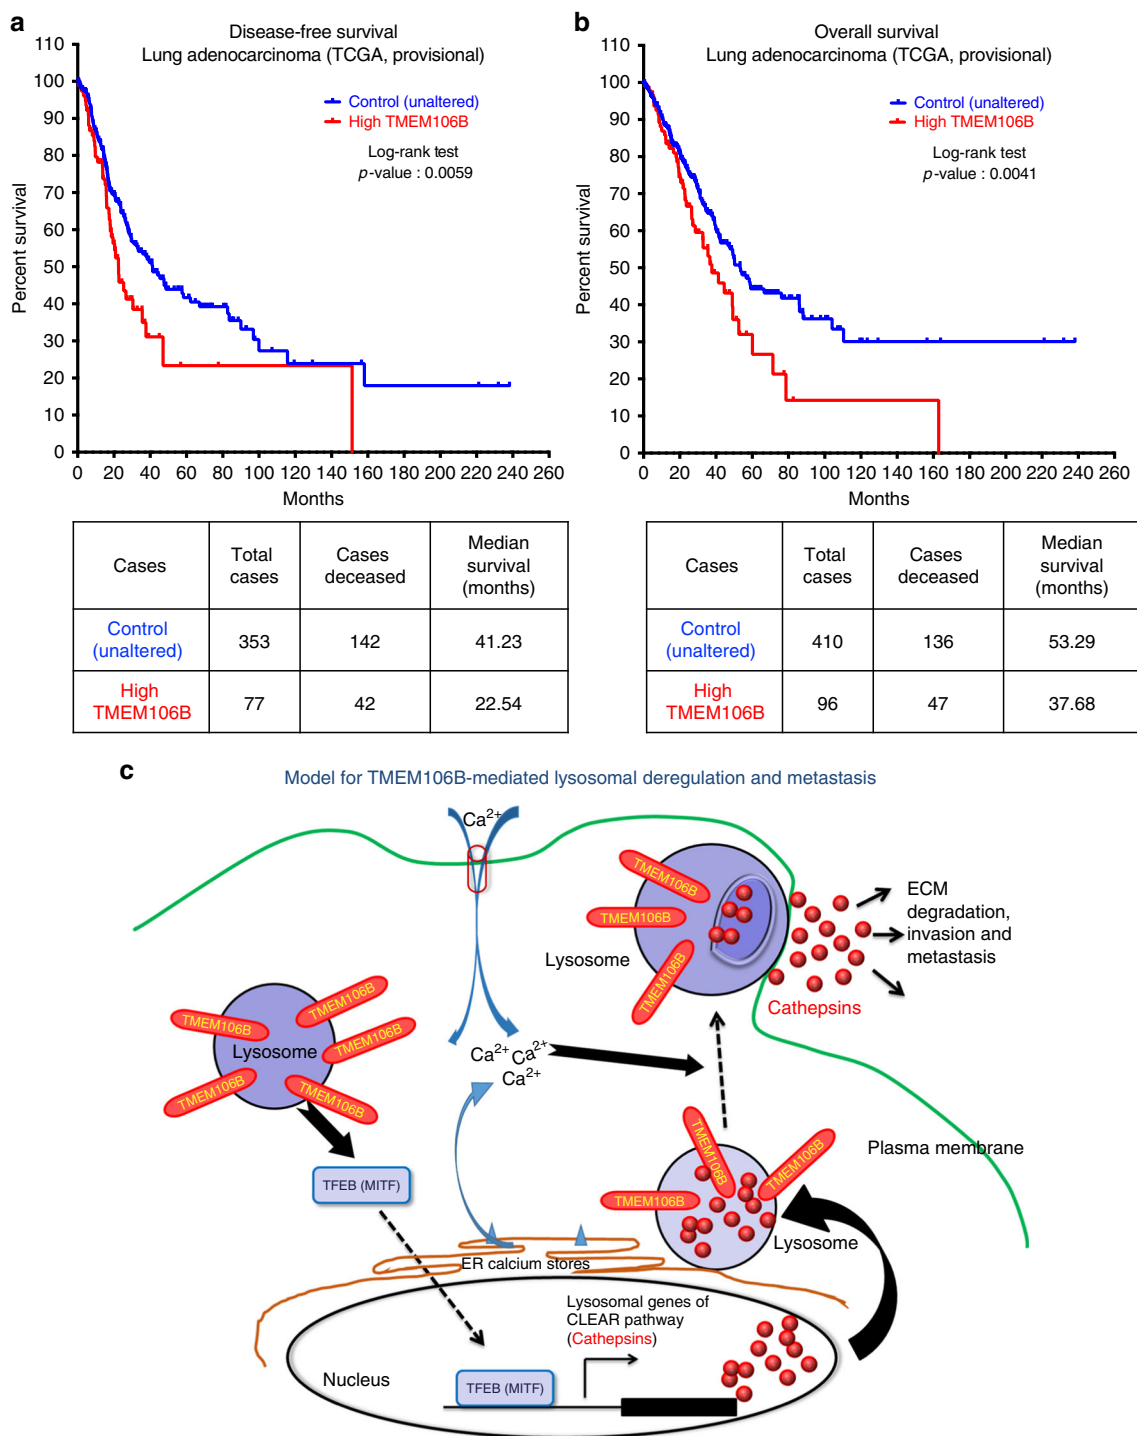 a
Disease-free survival
Lung adenocarcinoma (TCGA, provisional)
110
100
90
80
70
60
50
40
30
20
10
0
Percent survival
Control (unaltered)
High TMEM106B
Log-rank test
p-value : 0.0059
0 20 40 60 80 100 120 140 160 180 200 220 240 260
Months
Cases Total cases Cases deceased Median survival (months)
Control (unaltered) 353 142 41.23
High TMEM106B 77 42 22.54
b
Overall survival
Lung adenocarcinoma (TCGA, provisional)
110
100
90
80
70
60
50
40
30
20
10
0
Percent survival
Control (unaltered)
High TMEM106B
Log-rank test
p-value : 0.0041
0 20 40 60 80 100 120 140 160 180 200 220 240 260
Months
Cases Total cases Cases deceased Median survival (months)
Control (unaltered) 410 136 53.29
High TMEM106B 96 47 37.68
c
Model for TMEM106B-mediated lysosomal deregulation and metastasis
Ca2+
TMEM106B
TMEM106B
TMEM106B
Lysosome
ECM
degradation,
invasion and
metastasis
Cathepsins
TMEM106B
TMEM106B
TMEM106B
TMEM106B
TMEM106B
Lysosome
Ca2+ Ca2+
Ca2+
Plasma membrane
TFEB (MITF)
TMEM106B
TMEM106B
TMEM106B
Lysosome
ER calcium stores
Lysosomal genes of
CLEAR pathway
(Cathepsins)
Nucleus
TFEB (MITF)